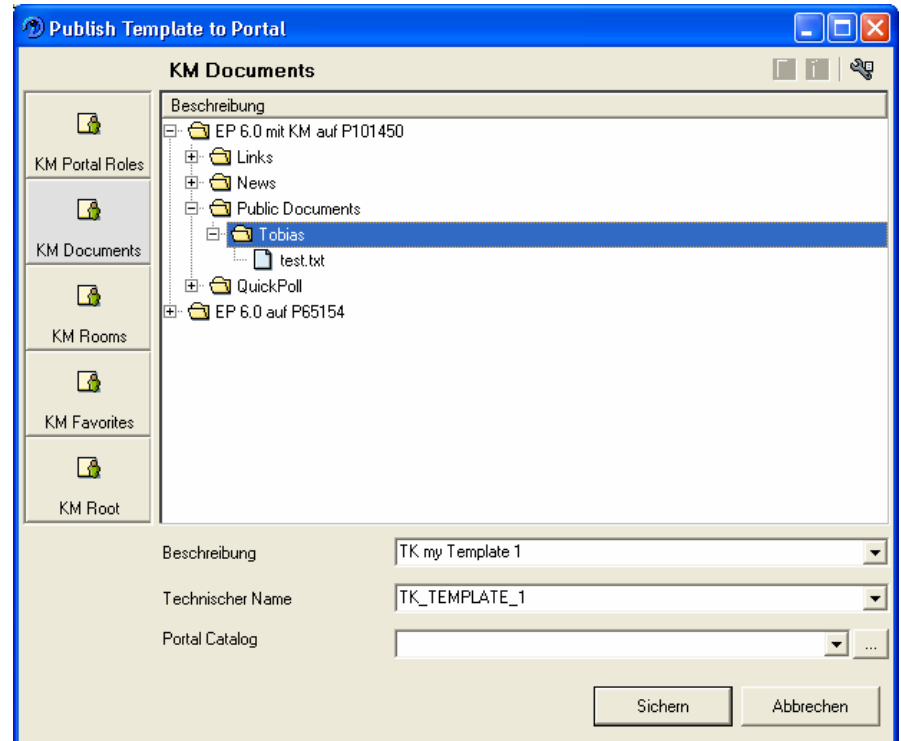 Publish Template to Portal
KM Documents
KM Portal Roles
KM Documents
KM Rooms
KM Favorites
KM Root
Beschreibung
EP 6.0 mit KM auf P101450
Links
News
Public Documents
Tobias
test.txt
QuickPoll
EP 6.0 auf P65154
Beschreibung TK my Template 1
Technischer Name TK_TEMPLATE_1
Portal Catalog ...
Sichern Abbrechen